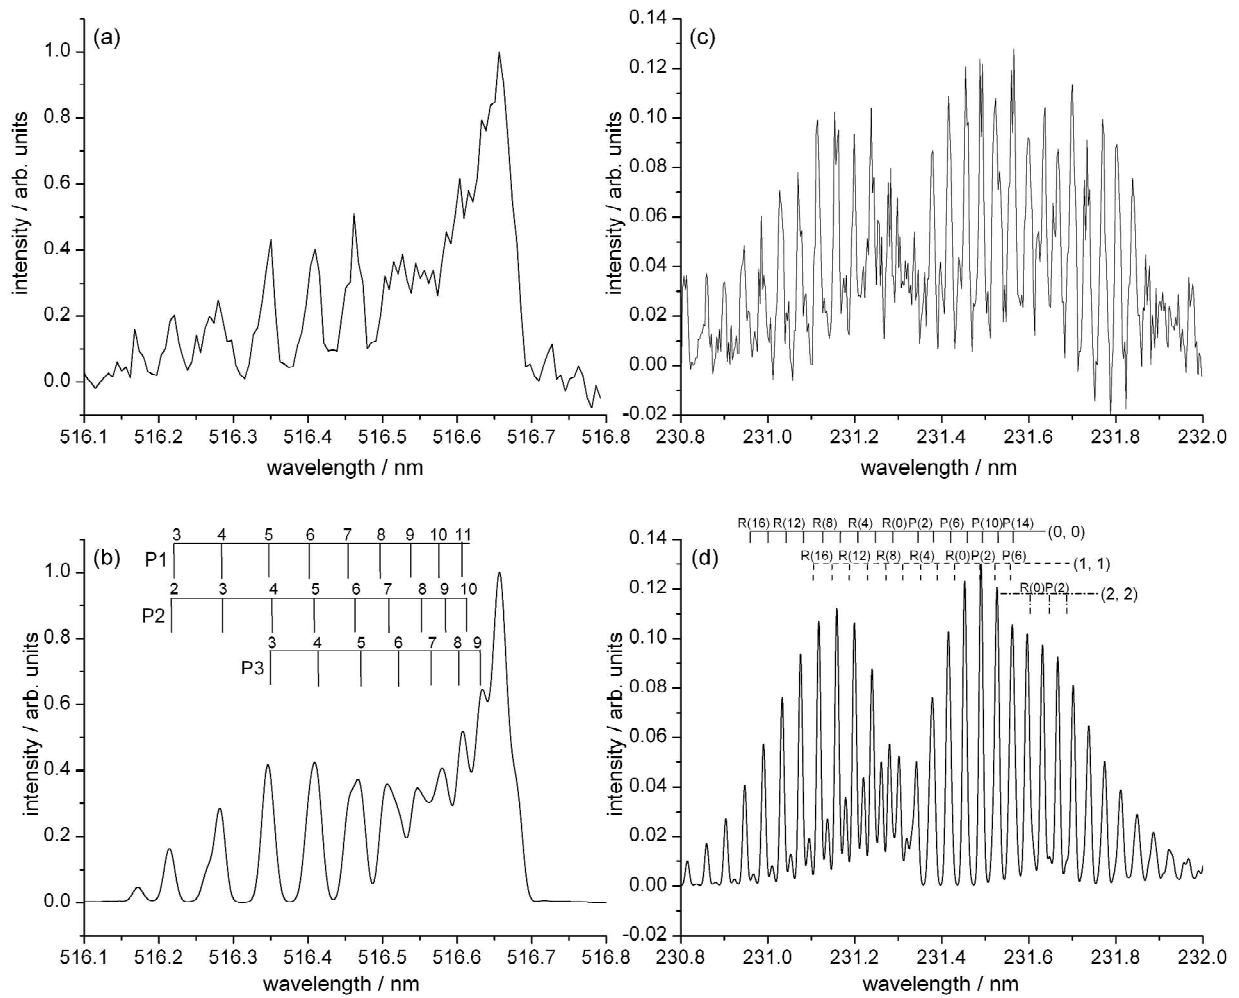 (a)
intensity / arb. units
1.0
0.8
0.6
0.4
0.2
0.0
516.1 516.2 516.3 516.4 516.5 516.6 516.7 516.8
wavelength / nm
(c)
intensity / arb. units
0.14
0.12
0.10
0.08
0.06
0.04
0.02
0.00
-0.02
230.8 231.0 231.2 231.4 231.6 231.8 232.0
wavelength / nm
(b)
3 4 5 6 7 8 9 10 11
P1
2 3 4 5 6 7 8 9 10
P2
3 4 5 6 7 8 9
P3
intensity / arb. units
1.0
0.8
0.6
0.4
0.2
0.0
516.1 516.2 516.3 516.4 516.5 516.6 516.7 516.8
wavelength / nm
(d)
R(16) R(12) R(8) R(4) R(0) P(2) P(6) P(10) P(14)
(0, 0)
R(16) R(12) R(8) R(4) R(0) P(2) P(6)
(1, 1)
R(0) P(2)
(2, 2)
intensity / arb. units
0.14
0.12
0.10
0.08
0.06
0.04
0.02
0.00
-0.02
230.8 231.0 231.2 231.4 231.6 231.8 232.0
wavelength / nm